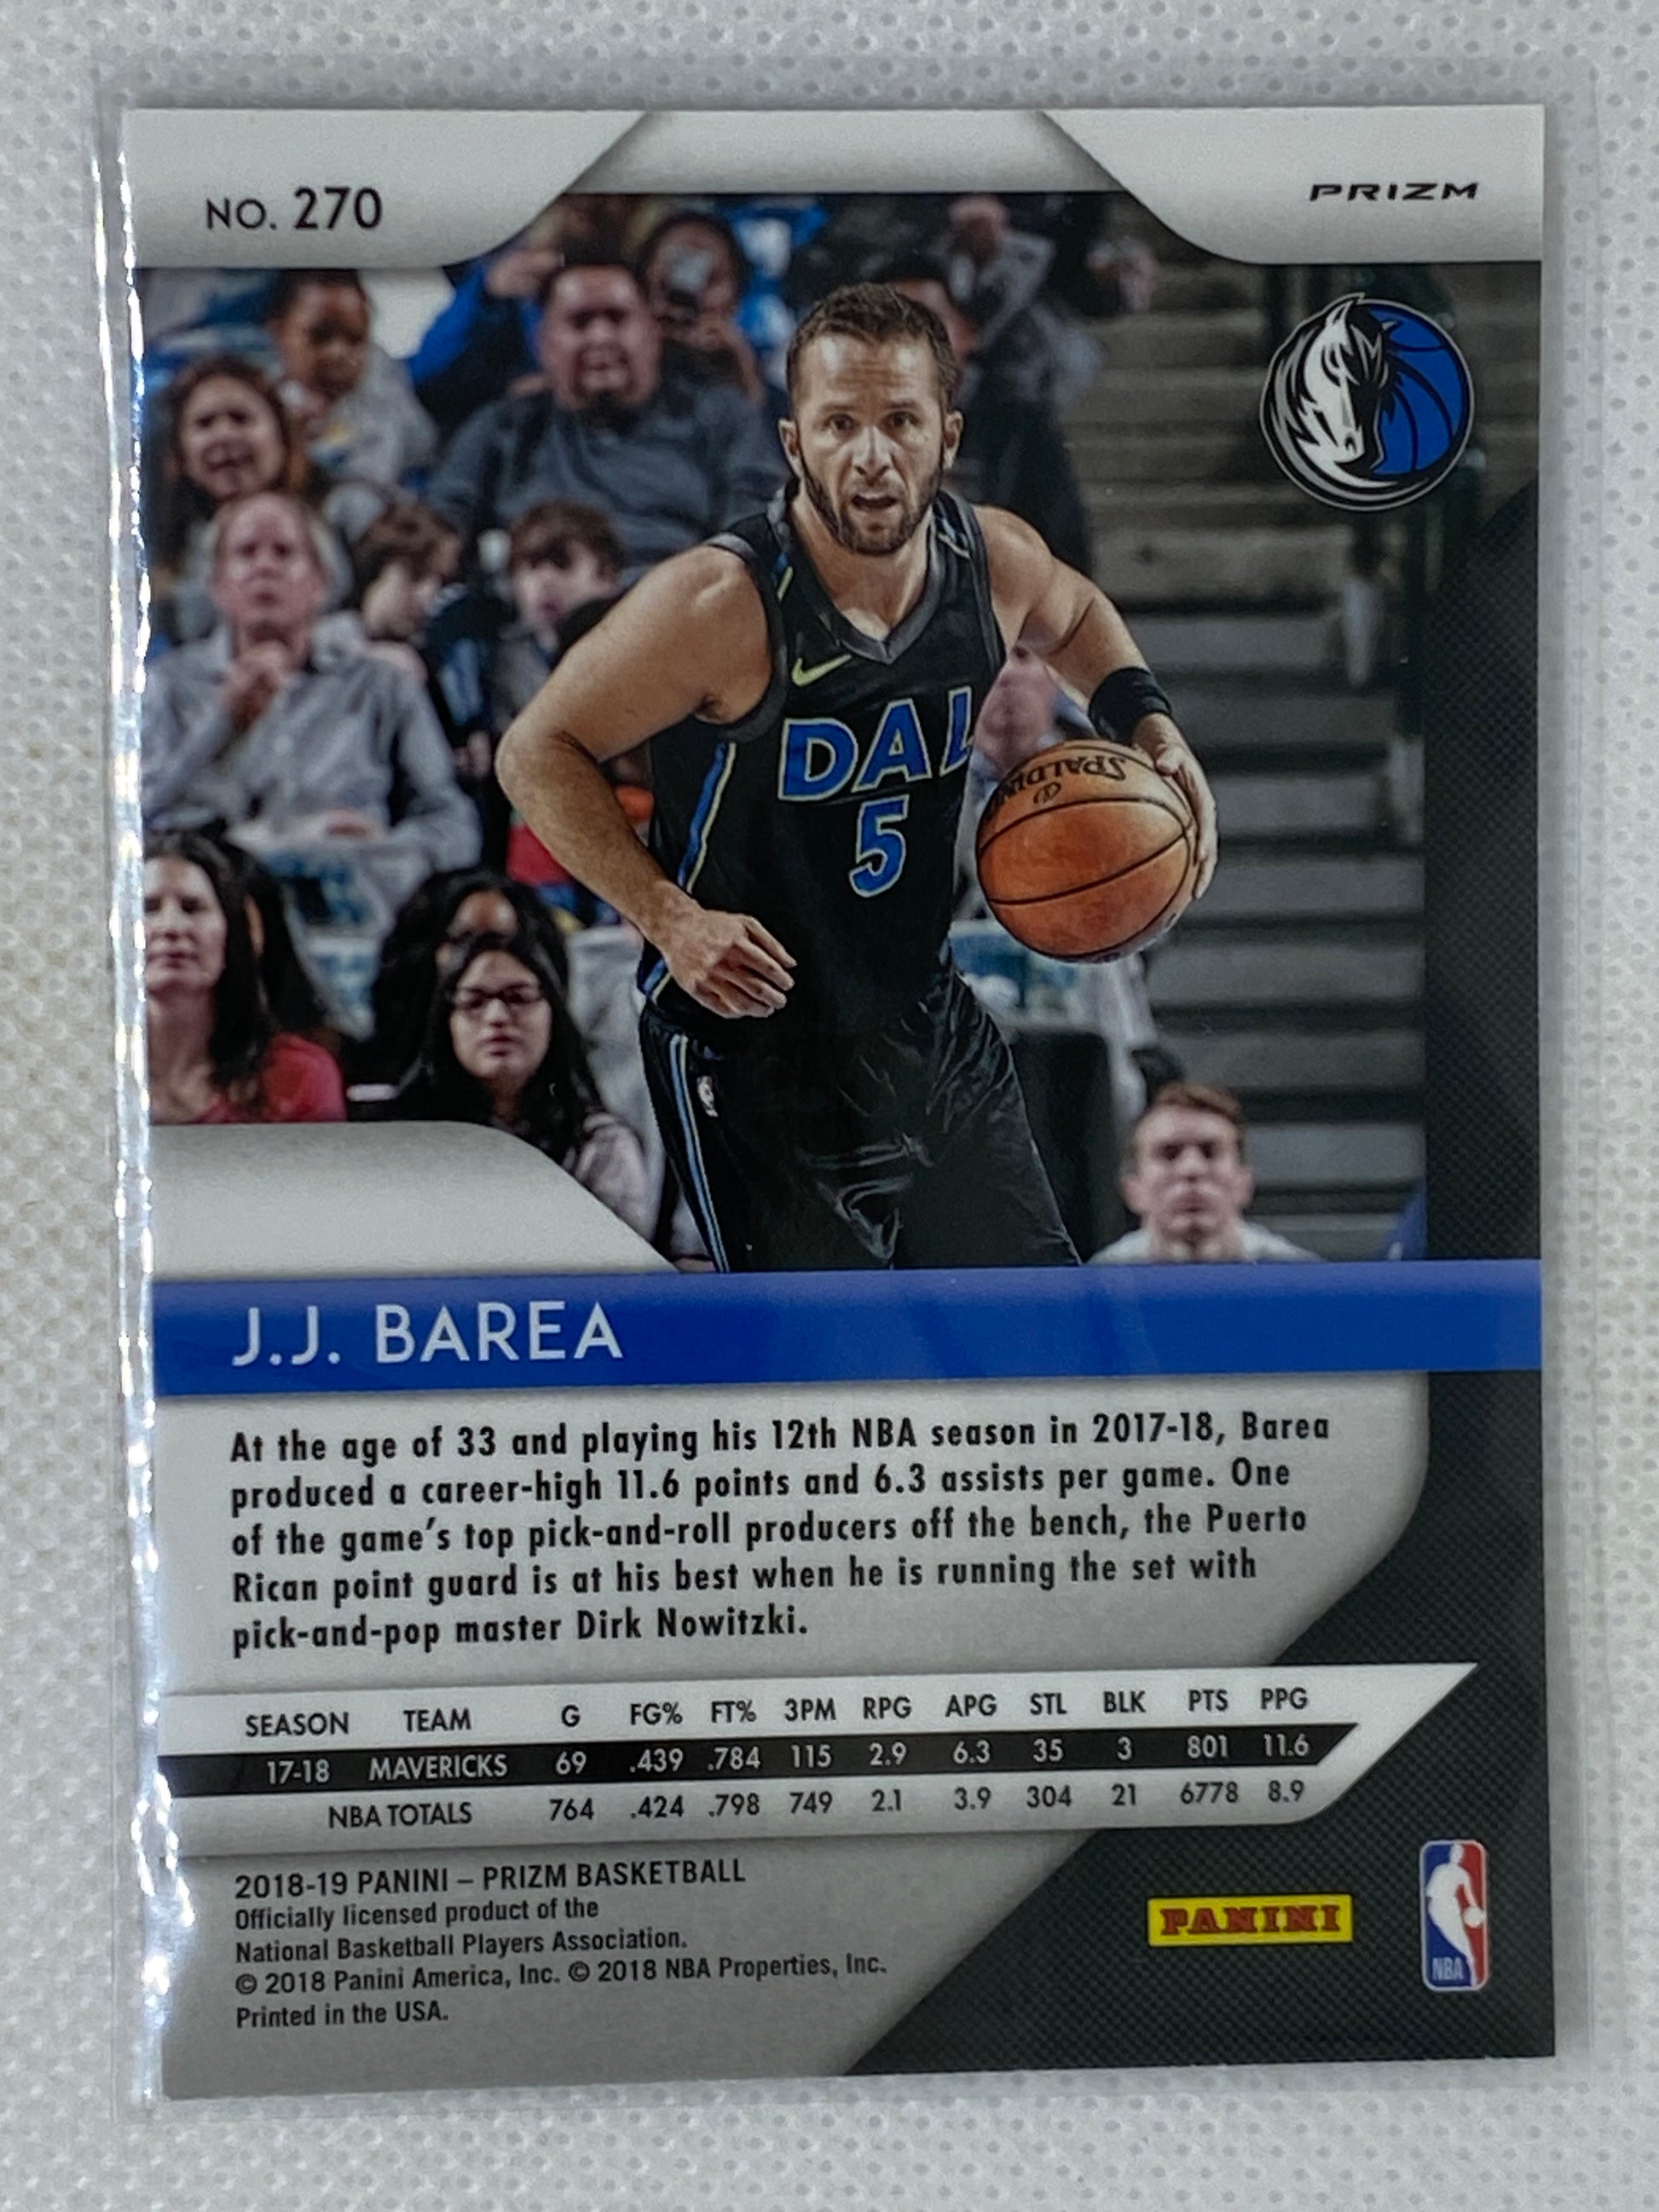 NO. 270
PRIZM
DAL
5
SPALDING
J.J. BAREA
At the age of 33 and playing his 12th NBA season in 2017-18, Barea
produced a career-high 11.6 points and 6.3 assists per game. One
of the game's top pick-and-roll producers off the bench, the Puerto
Rican point guard is at his best when he is running the set with
pick-and-pop master Dirk Nowitzki.
SEASON TEAM G FG% FT% 3PM RPG APG STL BLK PTS PPG
17-18 MAVERICKS 69 .439 .784 115 2.9 6.3 35 3 801 11.6
NBA TOTALS 764 .424 .798 749 2.1 3.9 304 21 6778 8.9
2018-19 PANINI – PRIZM BASKETBALL
Officially licensed product of the
National Basketball Players Association.
© 2018 Panini America, Inc. © 2018 NBA Properties, Inc.
Printed in the USA.
PANINI
NBA